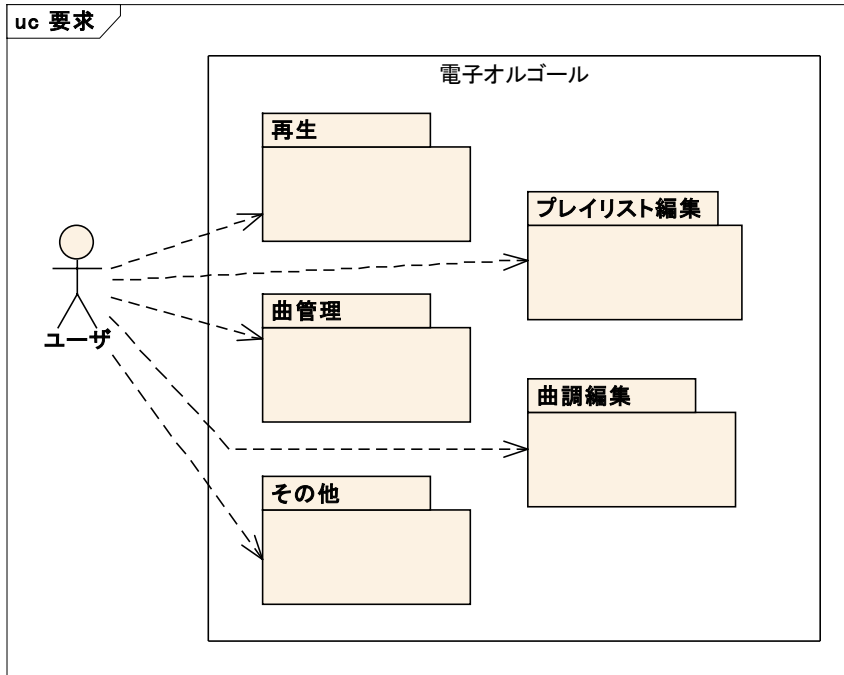 uc 要求
電子オルゴール
再生
プレイリスト編集
曲管理
ユーザ
曲調編集
その他